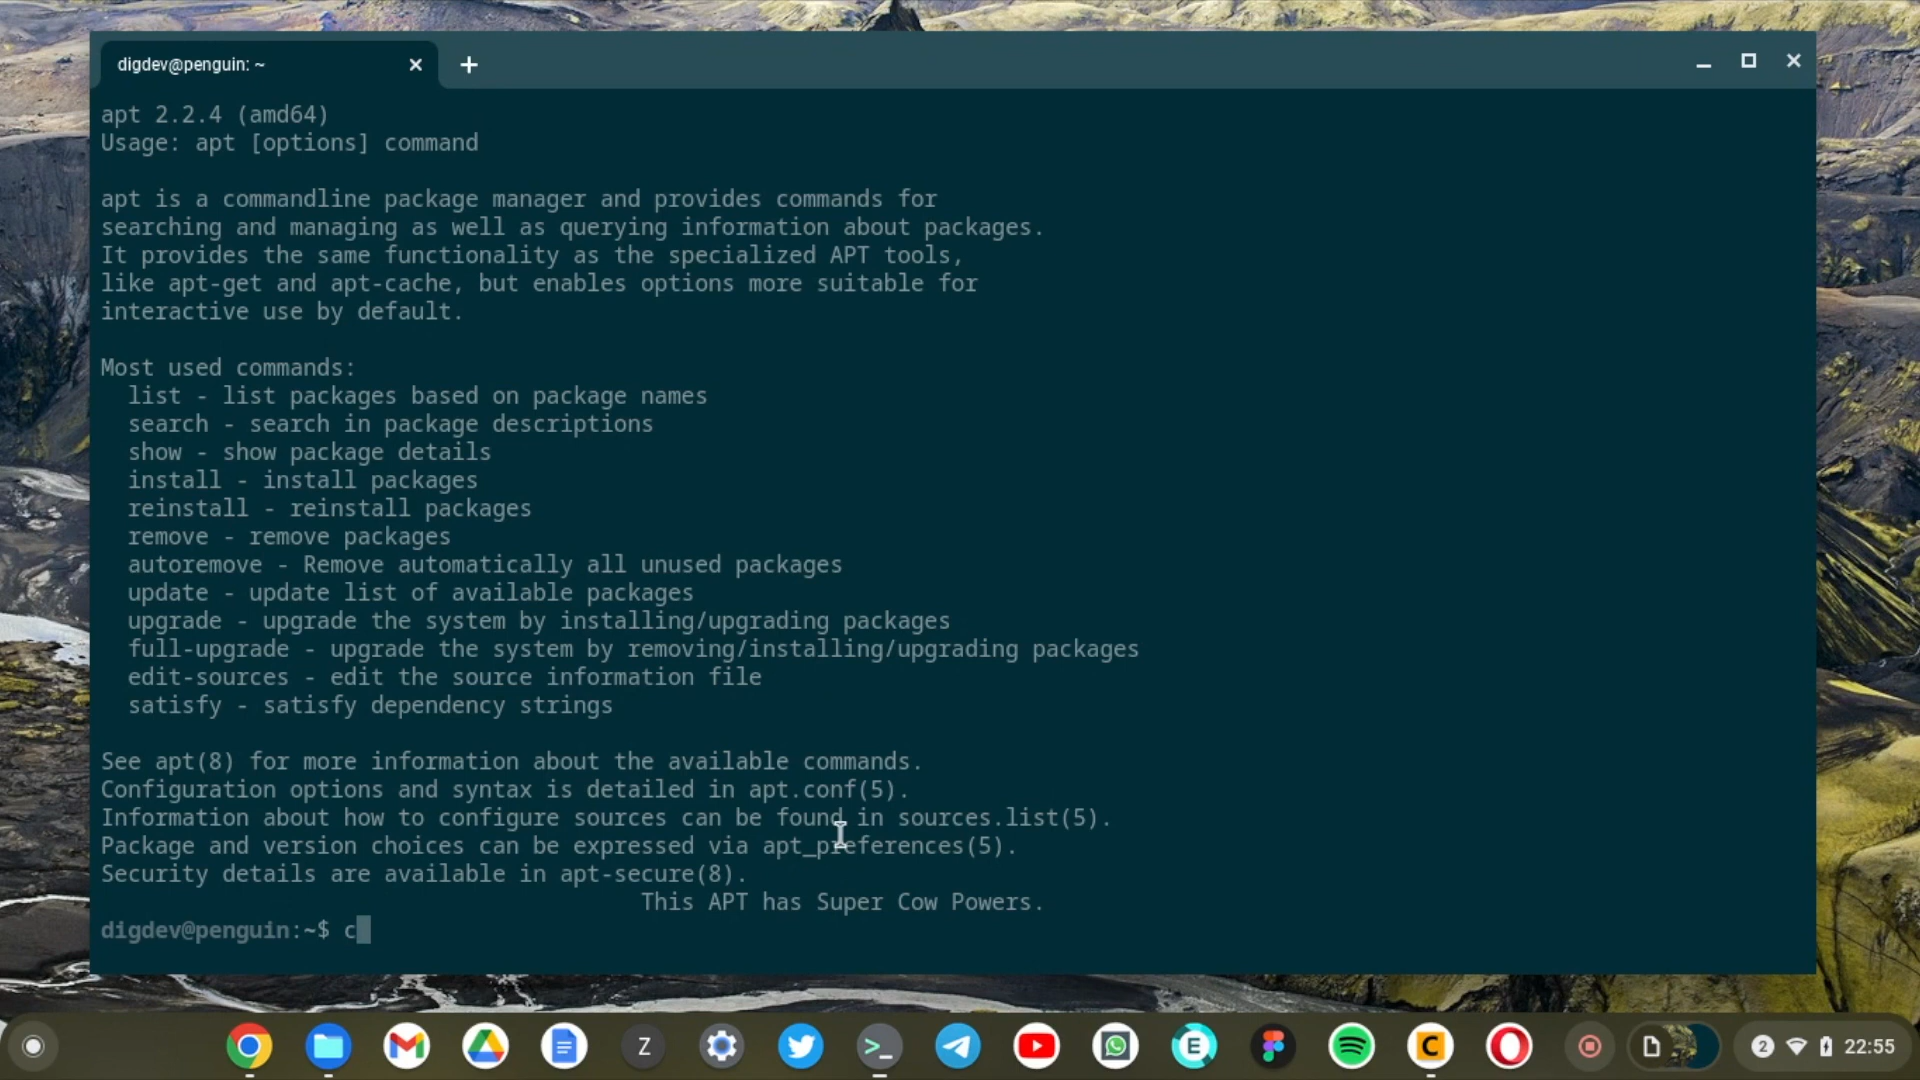 digdev@penguin: ~
apt 2.2.4 (amd64)
Usage: apt [options] command
apt is a commandline package manager and provides commands for
searching and managing as well as querying information about packages.
It provides the same functionality as the specialized APT tools,
like apt-get and apt-cache, but enables options more suitable for
interactive use by default.
Most used commands:
list - list packages based on package names
search - search in package descriptions
show - show package details
install - install packages
reinstall - reinstall packages
remove - remove packages
autoremove - Remove automatically all unused packages
update - update list of available packages
upgrade - upgrade the system by installing/upgrading packages
full-upgrade - upgrade the system by removing/installing/upgrading packages
edit-sources - edit the source information file
satisfy - satisfy dependency strings
See apt(8) for more information about the available commands.
Configuration options and syntax is detailed in apt.conf(5).
Information about how to configure sources can be found in sources.list(5).
Package and version choices can be expressed via apt_preferences(5).
Security details are available in apt-secure(8).
This APT has Super Cow Powers.
digdev@penguin:~$ c
Z >_ E C 2 22:55